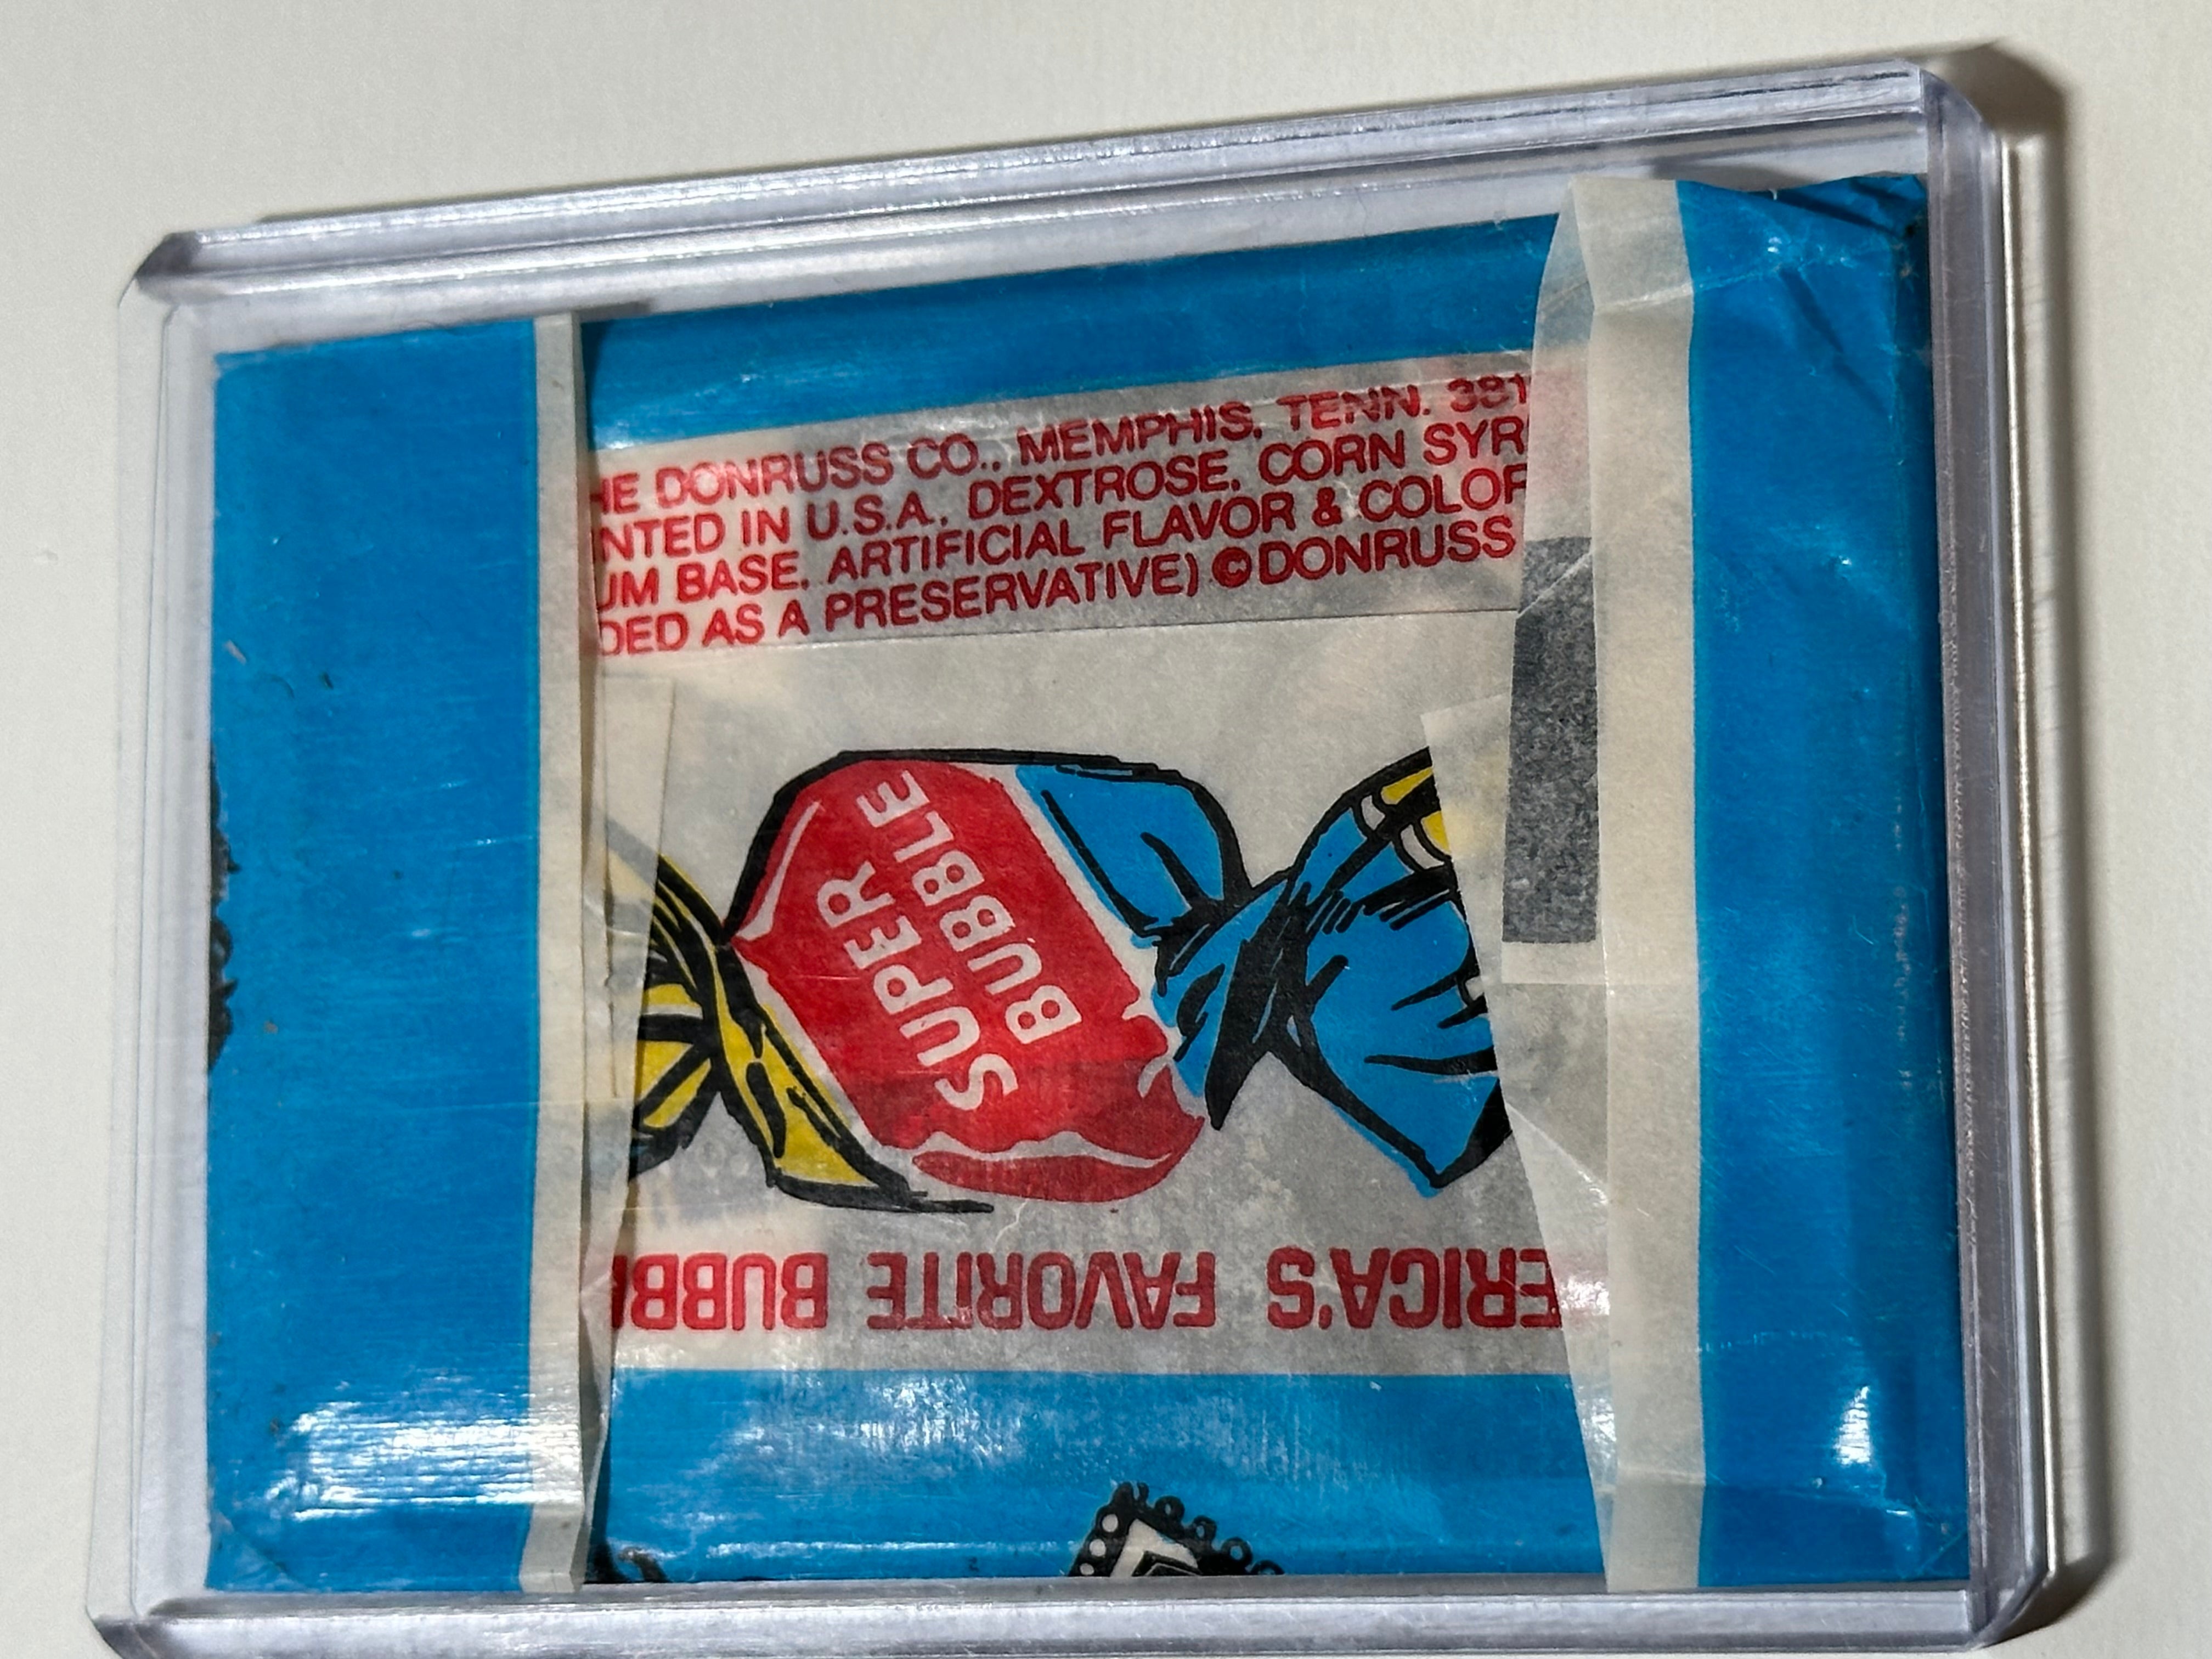 HE DONRUSS CO., MEMPHIS, TENN. 381
NTED IN U.S.A. DEXTROSE, CORN SYR
UM BASE, ARTIFICIAL FLAVOR & COLOR
DED AS A PRESERVATIVE) © DONRUSS
SUPER
BUBBLE
ERICA'S FAVORITE BUBB